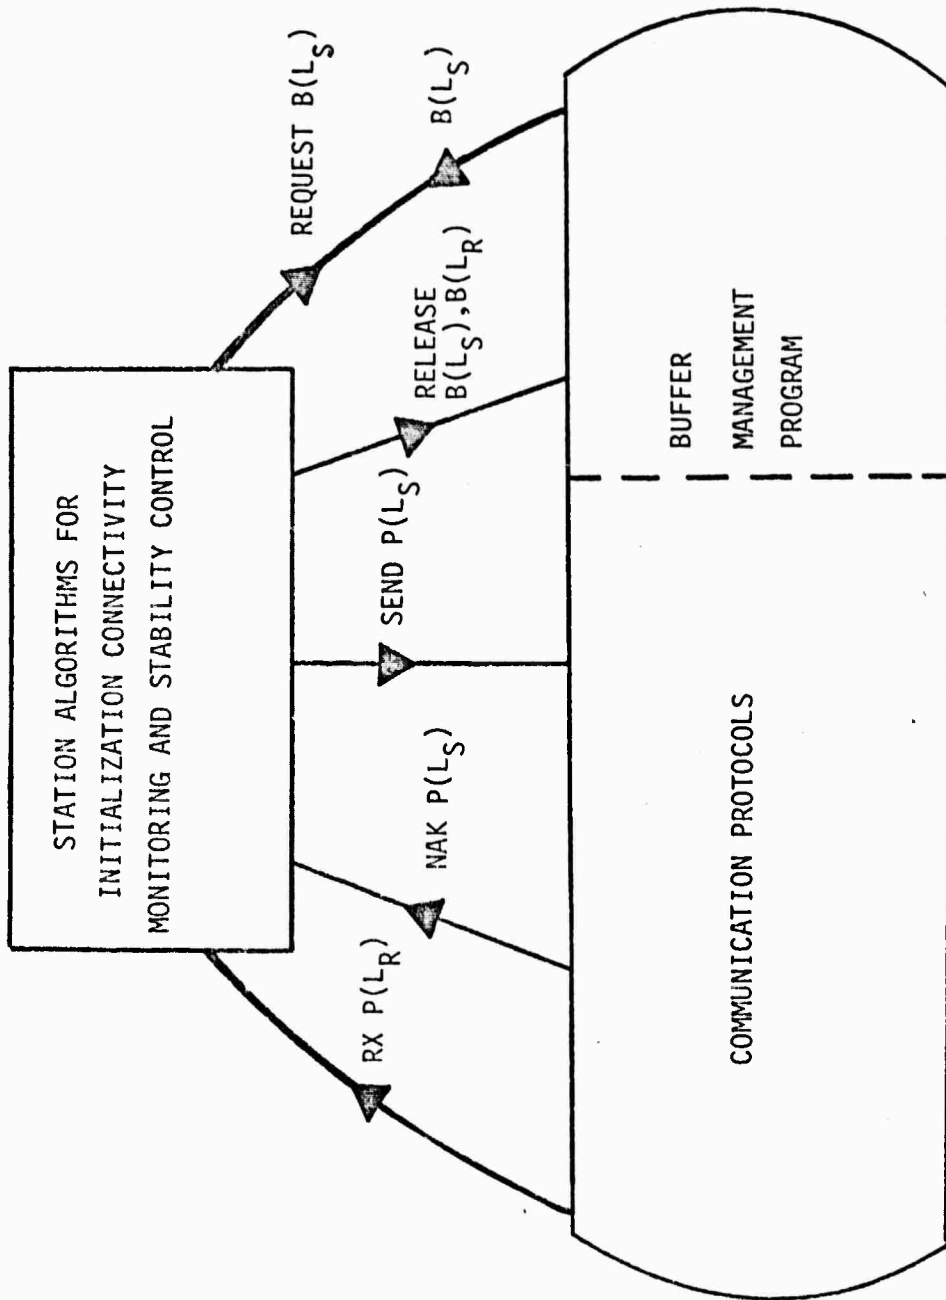 STATION ALGORITHMS FOR
INITIALIZATION CONNECTIVITY
MONITORING AND STABILITY CONTROL
RX P(L_R)
NAK P(L_S)
SEND P(L_S)
RELEASE
B(L_S),B(L_R)
REQUEST B(L_S)
B(L_S)
COMMUNICATION PROTOCOLS
BUFFER
MANAGEMENT
PROGRAM